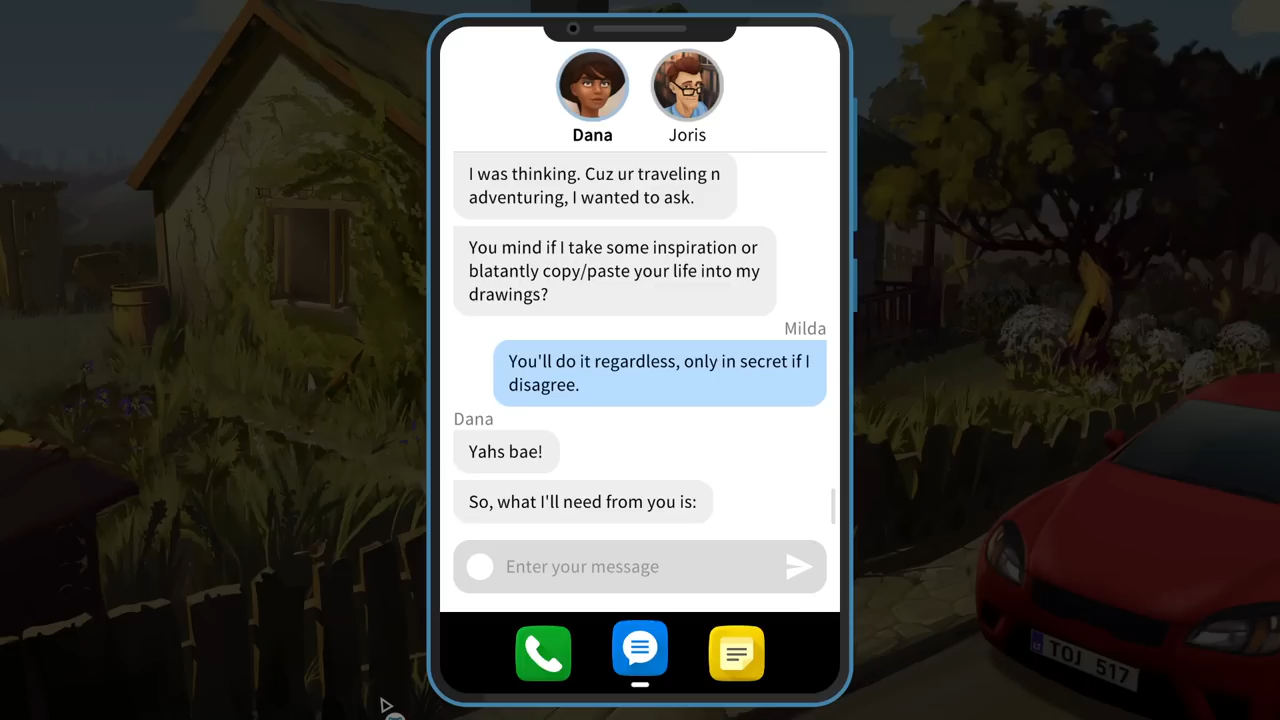 Dana
Joris
I was thinking. Cuz ur traveling n
adventuring, I wanted to ask.
You mind if I take some inspiration or
blatantly copy/paste your life into my
drawings?
Milda
You'll do it regardless, only in secret if I
disagree.
Dana
Yahs bae!
So, what I'll need from you is:
Enter your message
LT TOJ 517